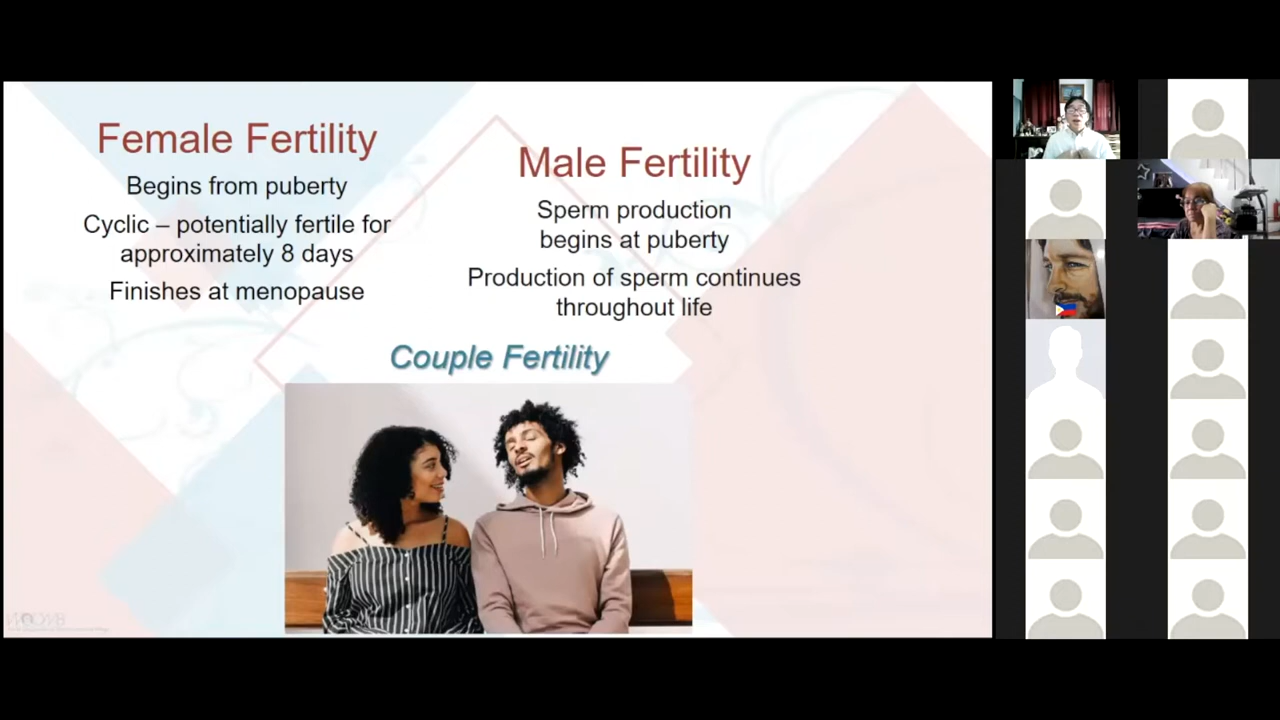 Female Fertility
Begins from puberty
Cyclic – potentially fertile for
approximately 8 days
Finishes at menopause
Male Fertility
Sperm production
begins at puberty
Production of sperm continues
throughout life
Couple Fertility